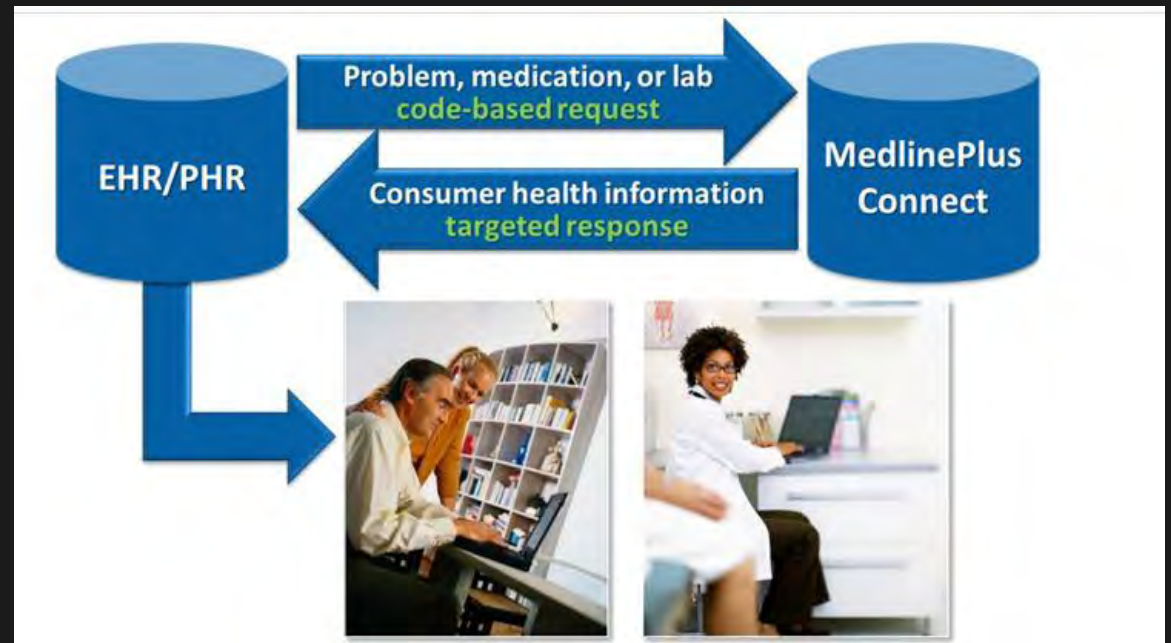 Problem, medication, or lab
code-based request
EHR/PHR
MedlinePlus
Connect
Consumer health information
targeted response